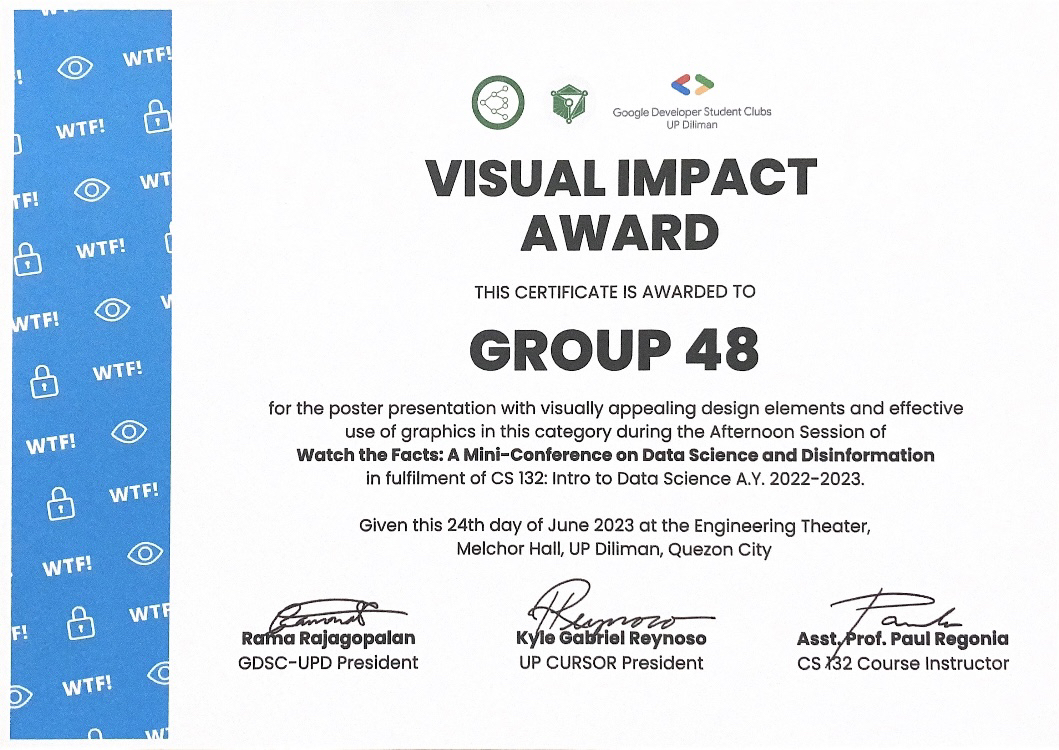 WTF!
WTF!
WTF!
WTF!
WTF!
WTF!
WTF!
WTF!
WTF!
WTF!
Google Developer Student Clubs
UP Diliman
VISUAL IMPACT
AWARD
THIS CERTIFICATE IS AWARDED TO
GROUP 48
for the poster presentation with visually appealing design elements and effective
use of graphics in this category during the Afternoon Session of
Watch the Facts: A Mini-Conference on Data Science and Disinformation
in fulfilment of CS 132: Intro to Data Science A.Y. 2022-2023.
Given this 24th day of June 2023 at the Engineering Theater,
Melchor Hall, UP Diliman, Quezon City
Rama Rajagopalan
GDSC-UPD President
Kyle Gabriel Reynoso
UP CURSOR President
Asst. Prof. Paul Regonia
CS 132 Course Instructor